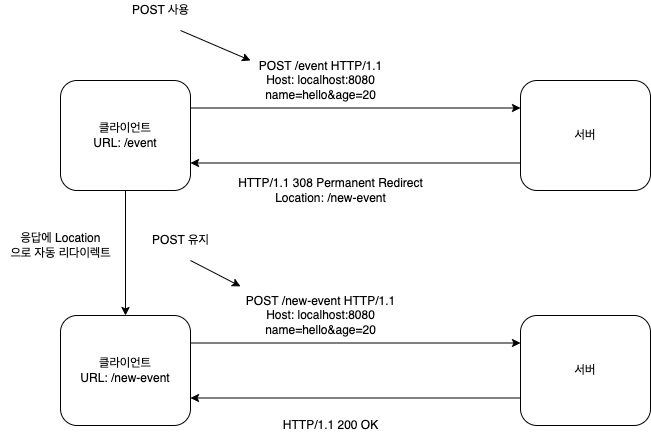 POST 사용
POST /event HTTP/1.1
Host: localhost:8080
name=hello&age=20
클라이언트
URL: /event
서버
HTTP/1.1 308 Permanent Redirect
Location: /new-event
응답에 Location
으로 자동 리다이렉트
POST 유지
POST /new-event HTTP/1.1
Host: localhost:8080
name=hello&age=20
클라이언트
URL: /new-event
서버
HTTP/1.1 200 OK